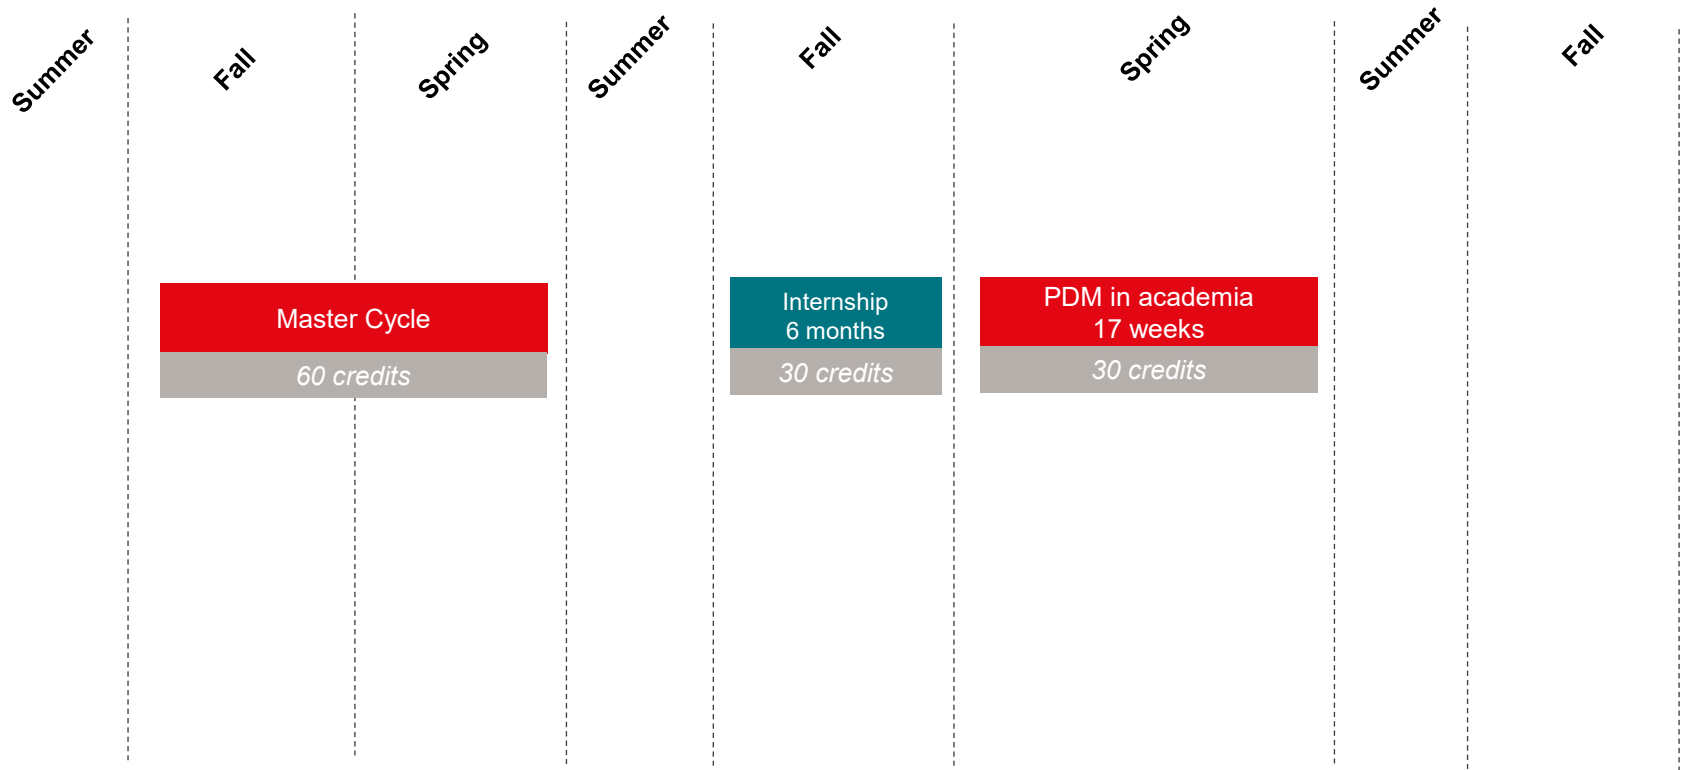 Summer
Fall
Spring
Summer
Fall
Spring
Summer
Fall
Master Cycle
60 credits
Internship
6 months
30 credits
PDM in academia
17 weeks
30 credits